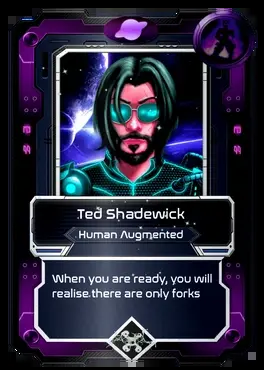 Ted Shadewick
Human Augmented
When you are ready, you will
realise there are only forks